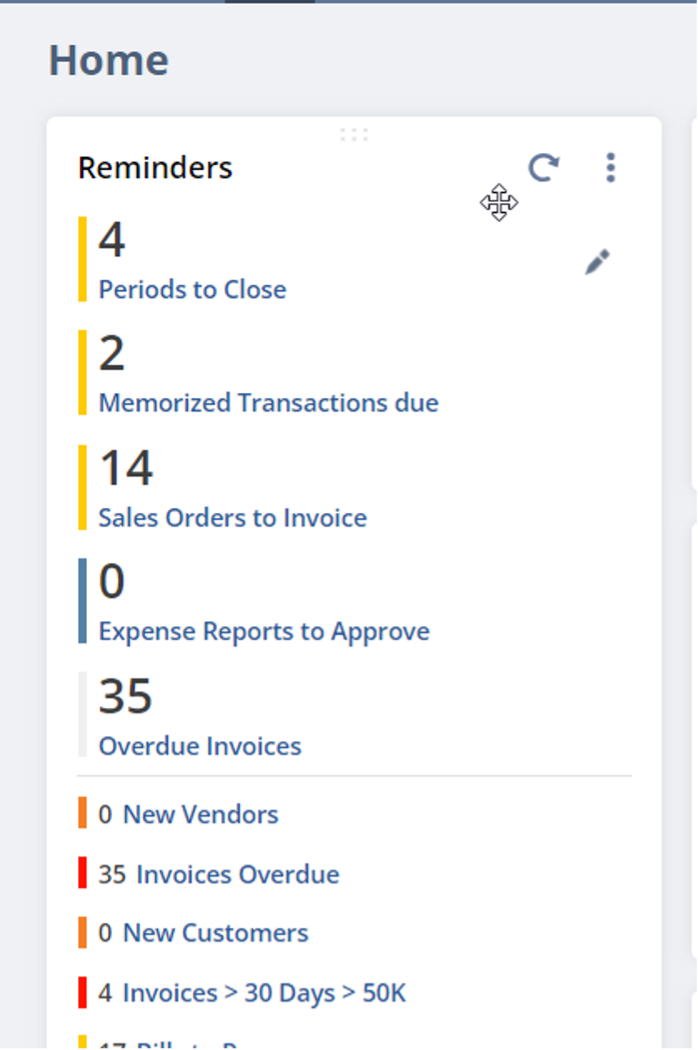 Home
Reminders
4
Periods to Close
2
Memorized Transactions due
14
Sales Orders to Invoice
0
Expense Reports to Approve
35
Overdue Invoices
0 New Vendors
35 Invoices Overdue
0 New Customers
4 Invoices > 30 Days > 50K